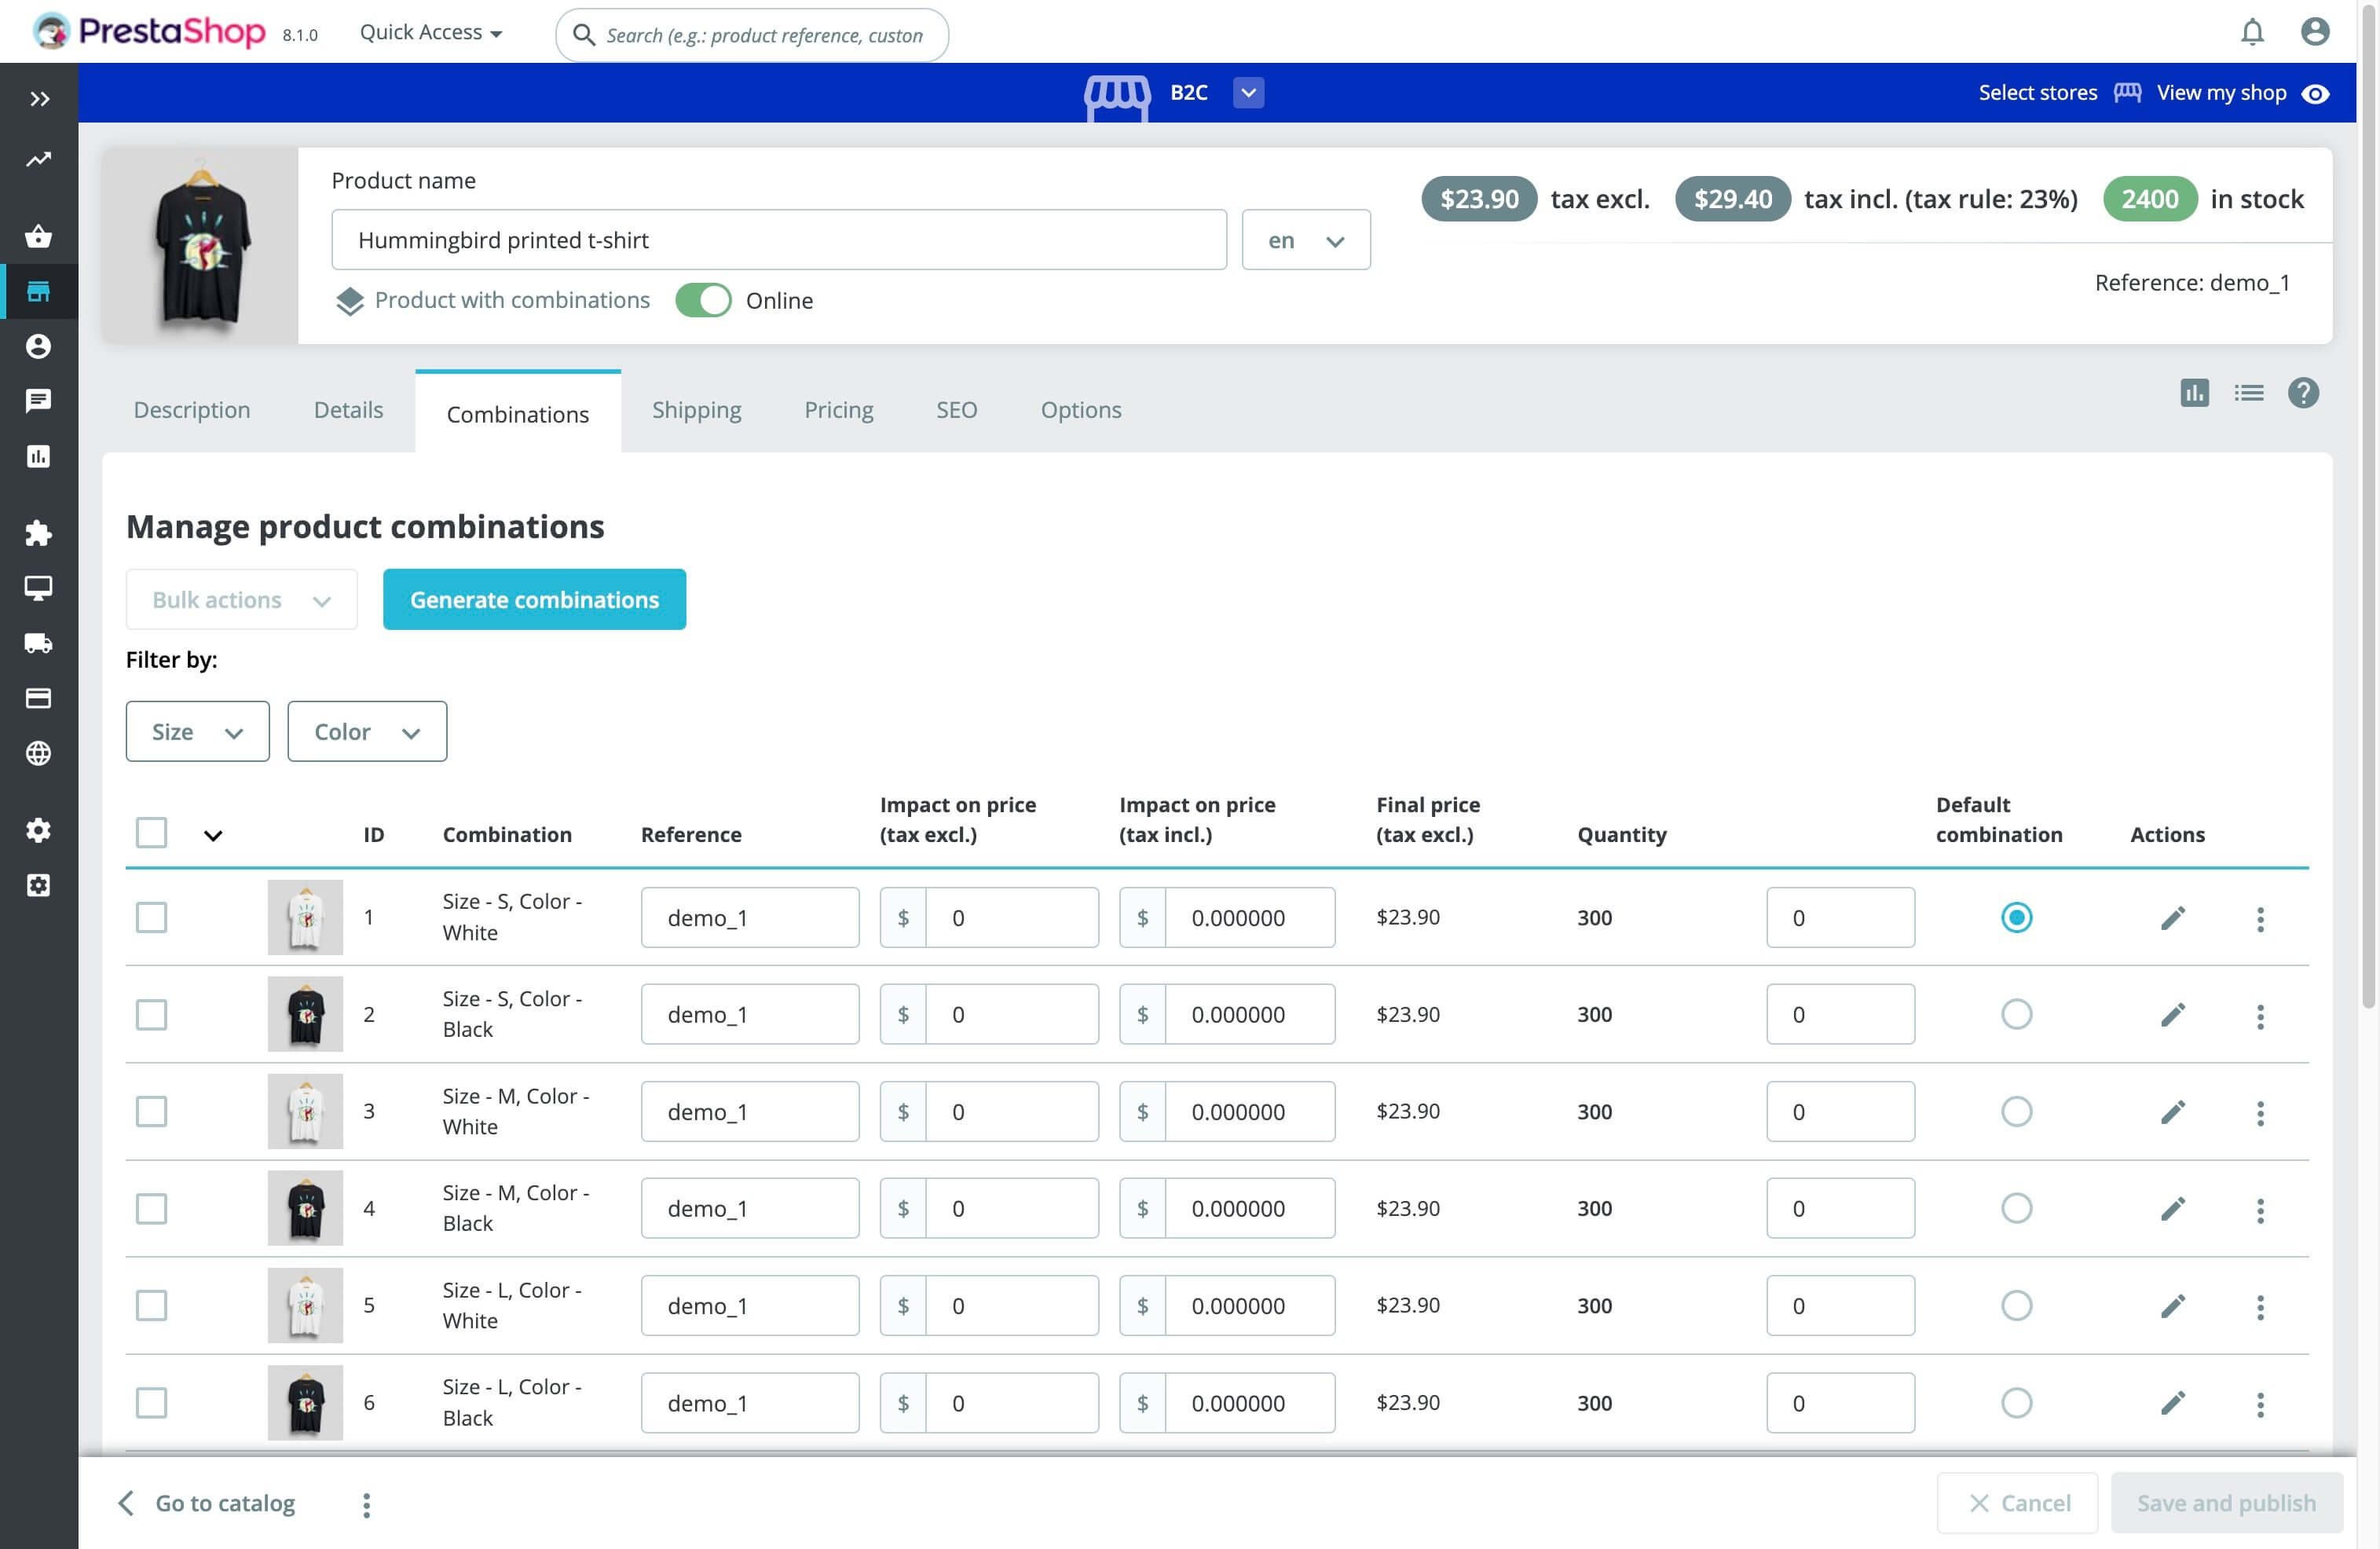 PrestaShop 8.1.0 Quick Access Search (e.g.: product reference, custon
B2C Select stores View my shop
Product name
Hummingbird printed t-shirt en
Product with combinations Online
$23.90 tax excl. $29.40 tax incl. (tax rule: 23%) 2400 in stock
Reference: demo_1
Description Details Combinations Shipping Pricing SEO Options
Manage product combinations
Bulk actions Generate combinations
Filter by:
Size Color
ID Combination Reference Impact on price (tax excl.) Impact on price (tax incl.) Final price (tax excl.) Quantity Default combination Actions
1 Size - S, Color - White demo_1 $ 0 $ 0.000000 $23.90 300 0
2 Size - S, Color - Black demo_1 $ 0 $ 0.000000 $23.90 300 0
3 Size - M, Color - White demo_1 $ 0 $ 0.000000 $23.90 300 0
4 Size - M, Color - Black demo_1 $ 0 $ 0.000000 $23.90 300 0
5 Size - L, Color - White demo_1 $ 0 $ 0.000000 $23.90 300 0
6 Size - L, Color - Black demo_1 $ 0 $ 0.000000 $23.90 300 0
Go to catalog Cancel Save and publish